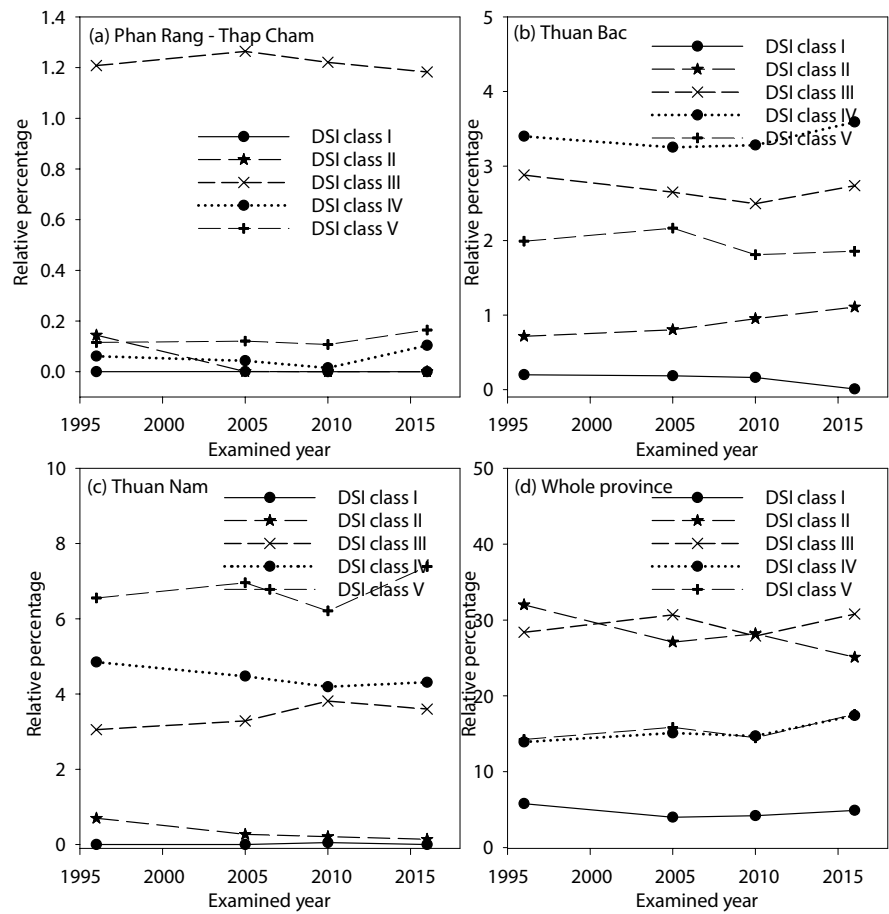 (a) Phan Rang - Thap Cham
Relative percentage
1.4
1.2
1.0
0.8
0.6
0.4
0.2
0.0
DSI class I
DSI class II
DSI class III
DSI class IV
DSI class V
1995 2000 2005 2010 2015
Examined year
(b) Thuan Bac
Relative percentage
5
4
3
2
1
0
DSI class I
DSI class II
DSI class III
DSI class IV
DSI class V
1995 2000 2005 2010 2015
Examined year
(c) Thuan Nam
Relative percentage
10
8
6
4
2
0
DSI class I
DSI class II
DSI class III
DSI class IV
DSI class V
1995 2000 2005 2010 2015
Examined year
(d) Whole province
Relative percentage
50
40
30
20
10
0
DSI class I
DSI class II
DSI class III
DSI class IV
DSI class V
1995 2000 2005 2010 2015
Examined year